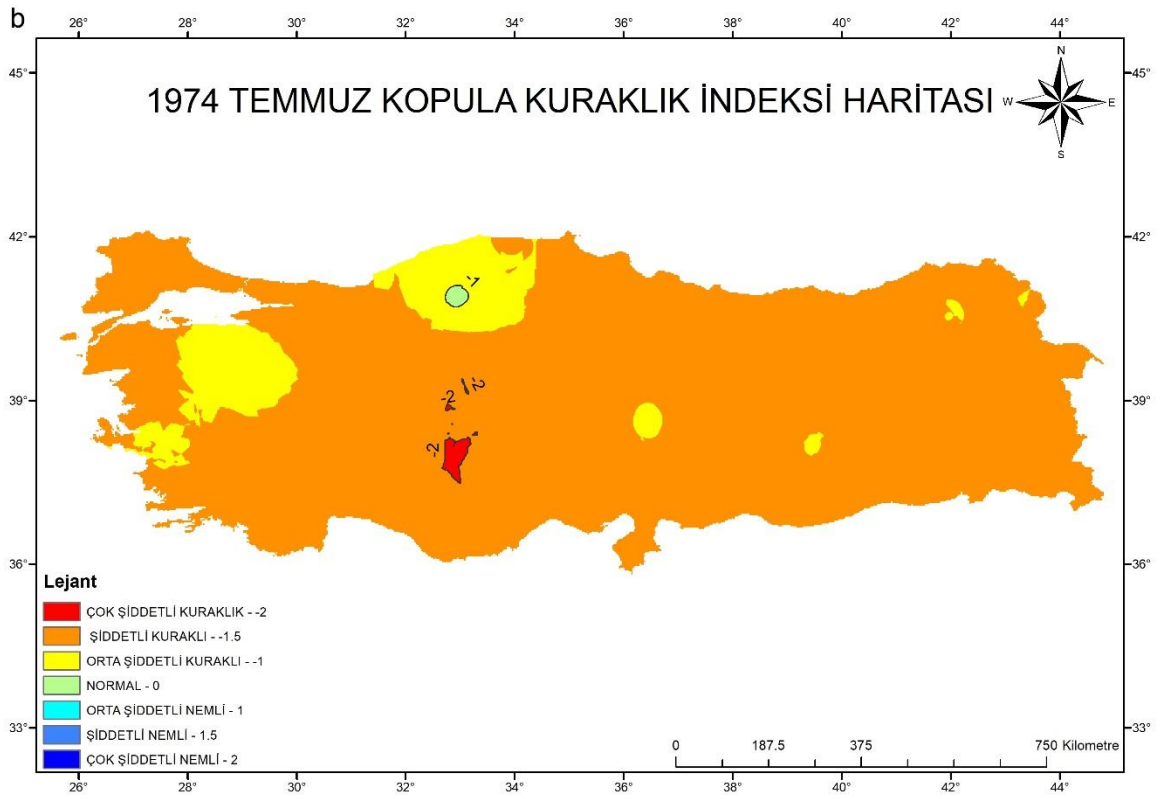 b
26° 28° 30° 32° 34° 36° 38° 40° 42° 44°
45° 45°
N
1974 TEMMUZ KOPULA KURAKLIK İNDEKSİ HARİTASI
W E
S
42° 42°
-1
-2
-2
39° 39°
-2
36° 36°
Lejant
ÇOK ŞİDDETLİ KURAKLIK - -2
ŞİDDETLİ KURAKLI - -1.5
ORTA ŞİDDETLİ KURAKLI - -1
NORMAL - 0
ORTA ŞİDDETLİ NEMLİ - 1
ŞİDDETLİ NEMLİ - 1.5
ÇOK ŞİDDETLİ NEMLİ - 2
33° 33°
0 187.5 375 750 Kilometre
26° 28° 30° 32° 34° 36° 38° 40° 42° 44°